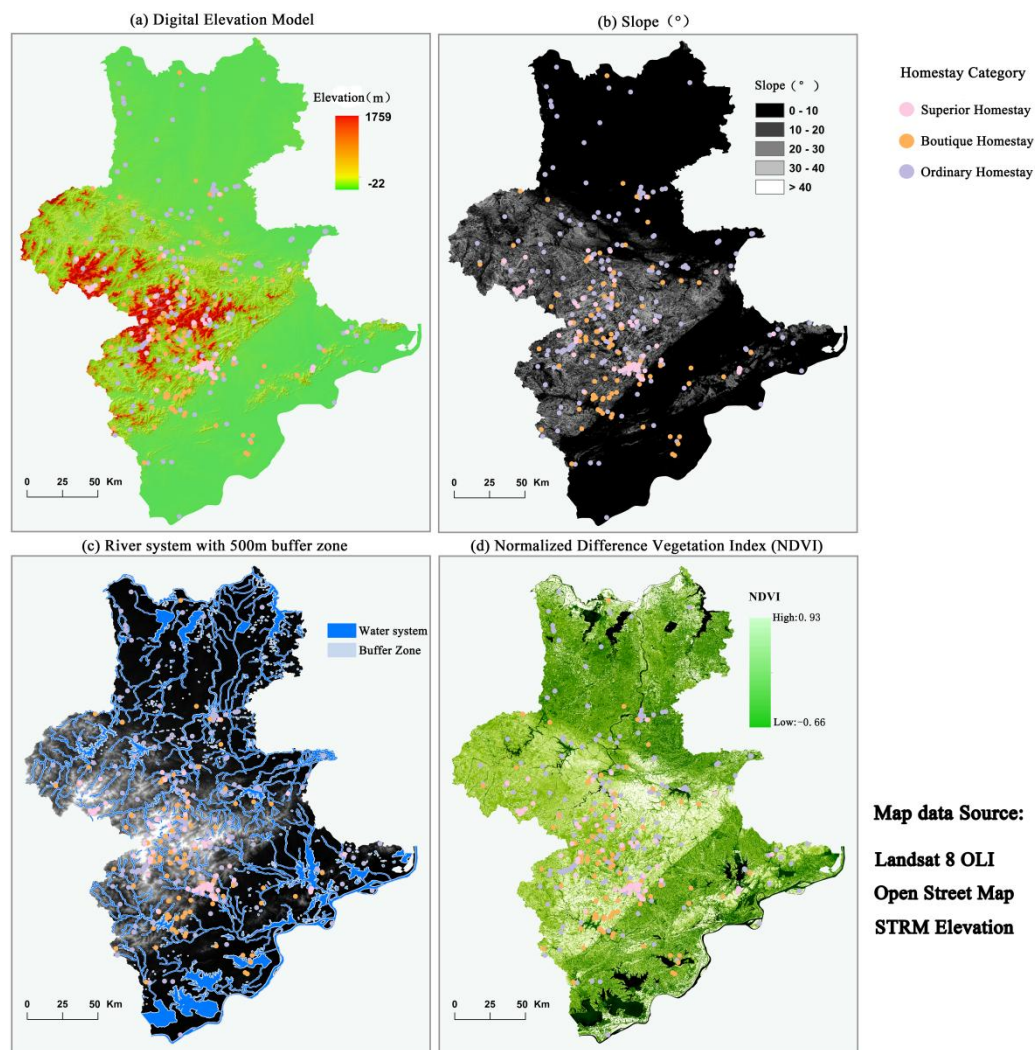 (a) Digital Elevation Model
Elevation(m)
1759
-22
0 25 50 Km
(b) Slope (°)
Slope(°)
0 - 10
10 - 20
20 - 30
30 - 40
> 40
0 25 50 Km
Homestay Category
Superior Homestay
Boutique Homestay
Ordinary Homestay
(c) River system with 500m buffer zone
Water system
Buffer Zone
0 25 50 Km
(d) Normalized Difference Vegetation Index (NDVI)
NDVI
High:0.93
Low:-0.66
0 25 50 Km
Map data Source:
Landsat 8 OLI
Open Street Map
STRM Elevation